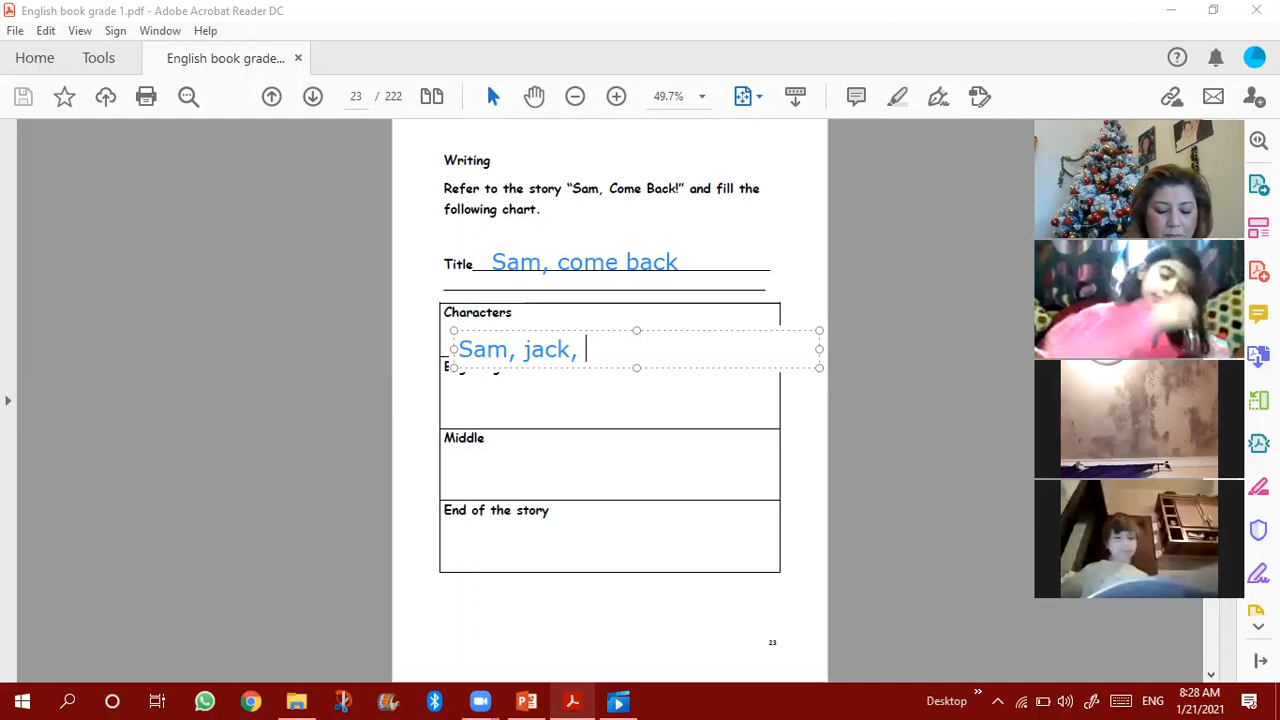 English book grade 1.pdf - Adobe Acrobat Reader DC
File Edit View Sign Window Help
Home Tools English book grade... ×
23 / 222 49.7%
Writing
Refer to the story “Sam, Come Back!” and fill the
following chart.
Title Sam, come back
Characters
Sam, jack,
Middle
End of the story
23
Desktop
ENG
8:28 AM
1/21/2021